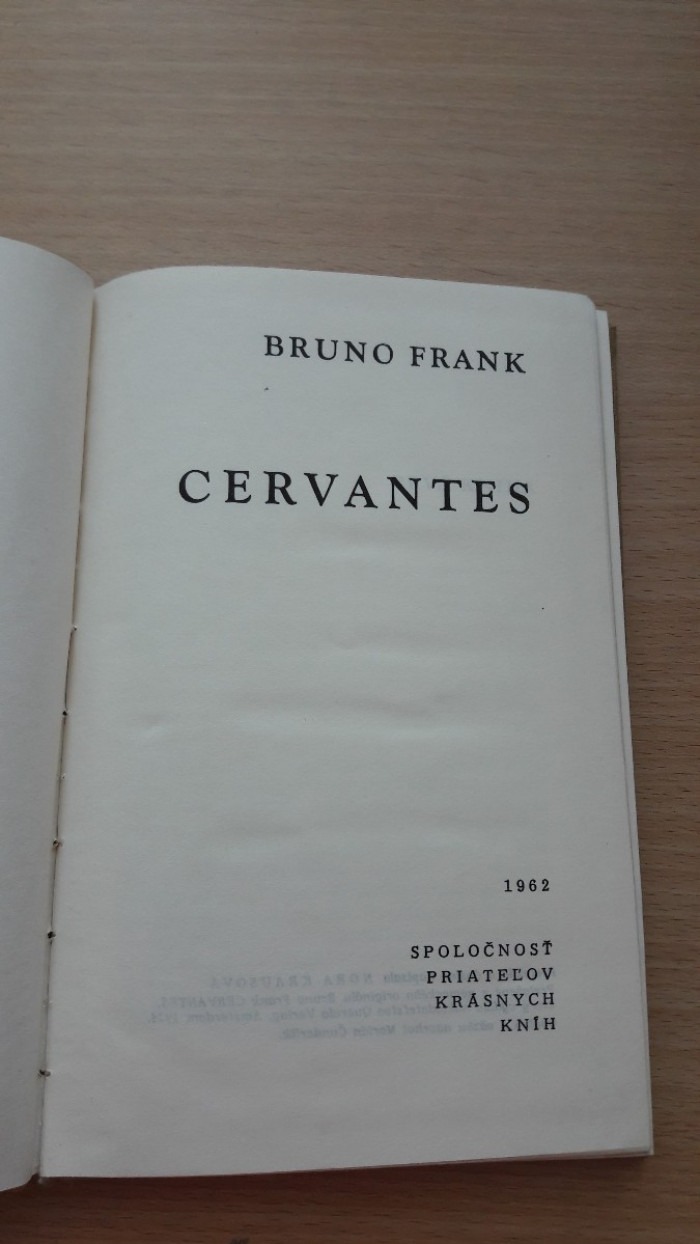 BRUNO FRANK
CERVANTES
1962
SPOLOČNOSŤ
PRIATEĽOV
KRÁSNYCH
KNÍH